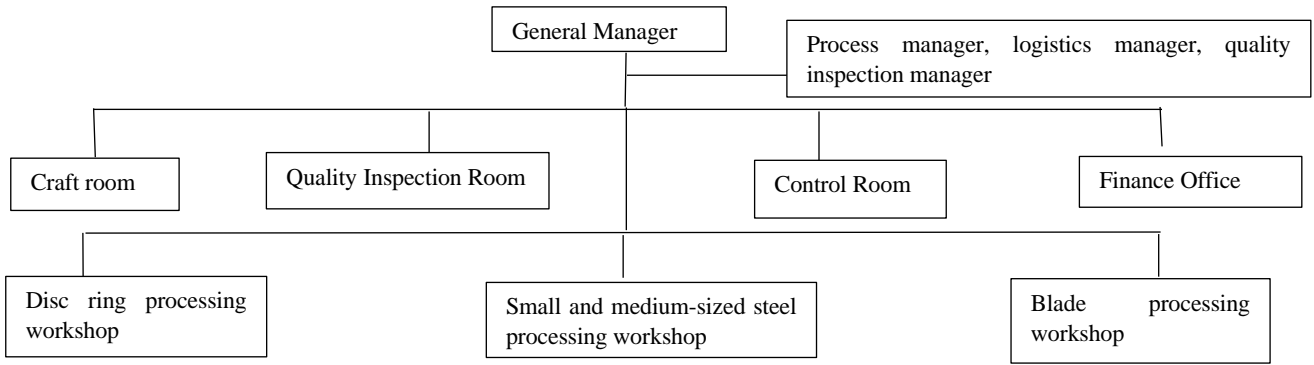 General Manager
Process manager, logistics manager, quality
inspection manager
Craft room
Quality Inspection Room
Control Room
Finance Office
Disc ring processing
workshop
Small and medium-sized steel
processing workshop
Blade processing
workshop